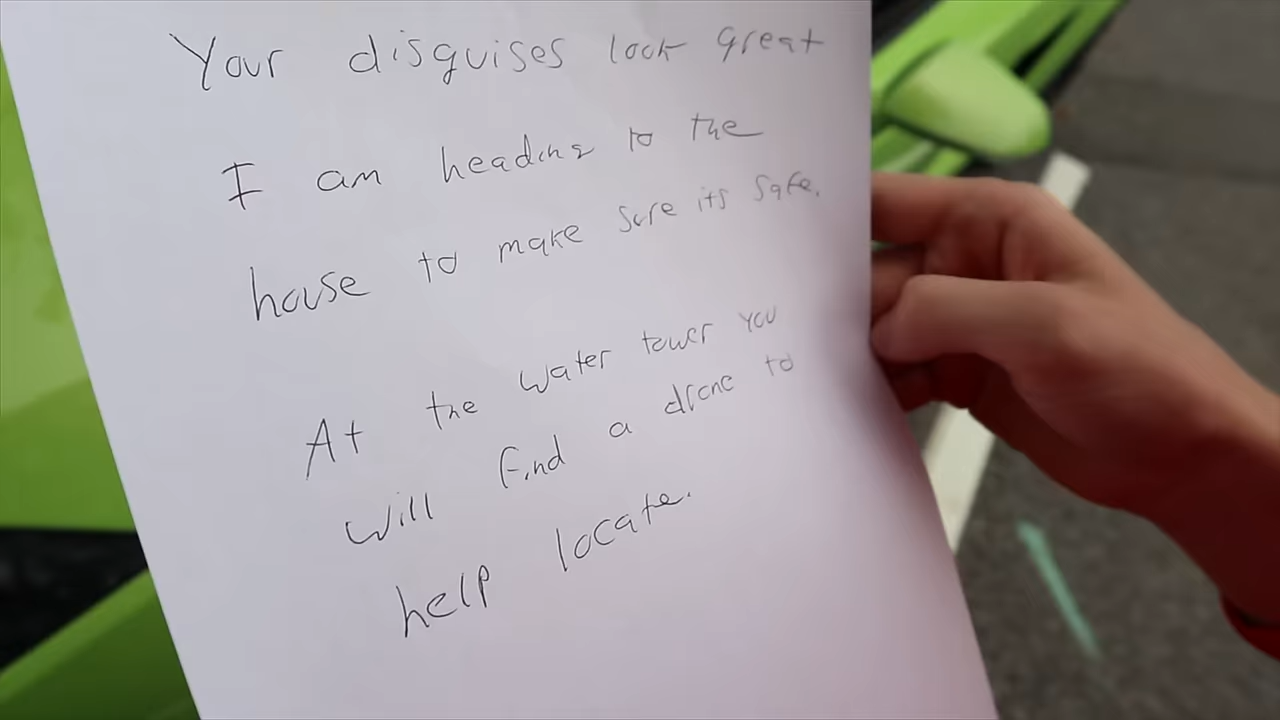 Your disguises look great
I am heading to the
house to make sure its safe.
At the water tower you
will find a drone to
help locate.